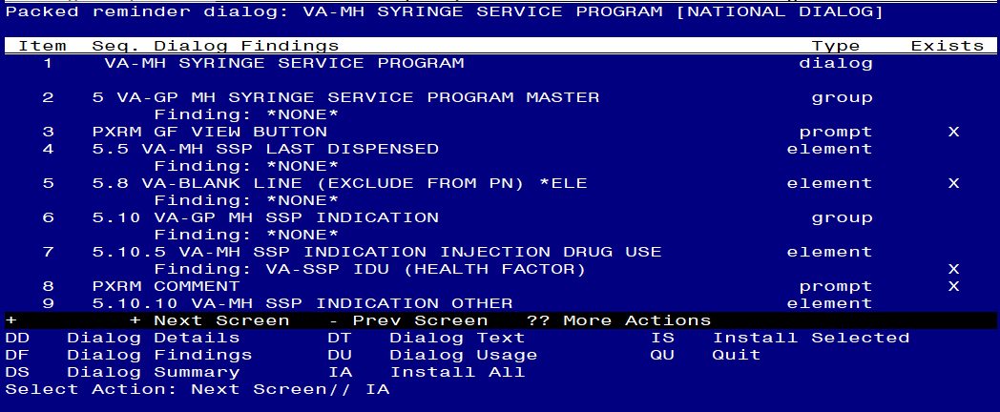 Packed reminder dialog: VA-MH SYRINGE SERVICE PROGRAM [NATIONAL DIALOG]
Item Seq. Dialog Findings Type Exists
1 VA-MH SYRINGE SERVICE PROGRAM dialog
2 5 VA-GP MH SYRINGE SERVICE PROGRAM MASTER group
Finding: *NONE*
3 PXRM GF VIEW BUTTON prompt X
4 5.5 VA-MH SSP LAST DISPENSED element
Finding: *NONE*
5 5.8 VA-BLANK LINE (EXCLUDE FROM PN) *ELE element X
Finding: *NONE*
6 5.10 VA-GP MH SSP INDICATION group
Finding: *NONE*
7 5.10.5 VA-MH SSP INDICATION INJECTION DRUG USE element
Finding: VA-SSP IDU (HEALTH FACTOR) X
8 PXRM COMMENT prompt X
9 5.10.10 VA-MH SSP INDICATION OTHER element
+ + Next Screen - Prev Screen ?? More Actions
DD Dialog Details DT Dialog Text IS Install Selected
DF Dialog Findings DU Dialog Usage QU Quit
DS Dialog Summary IA Install All
Select Action: Next Screen// IA